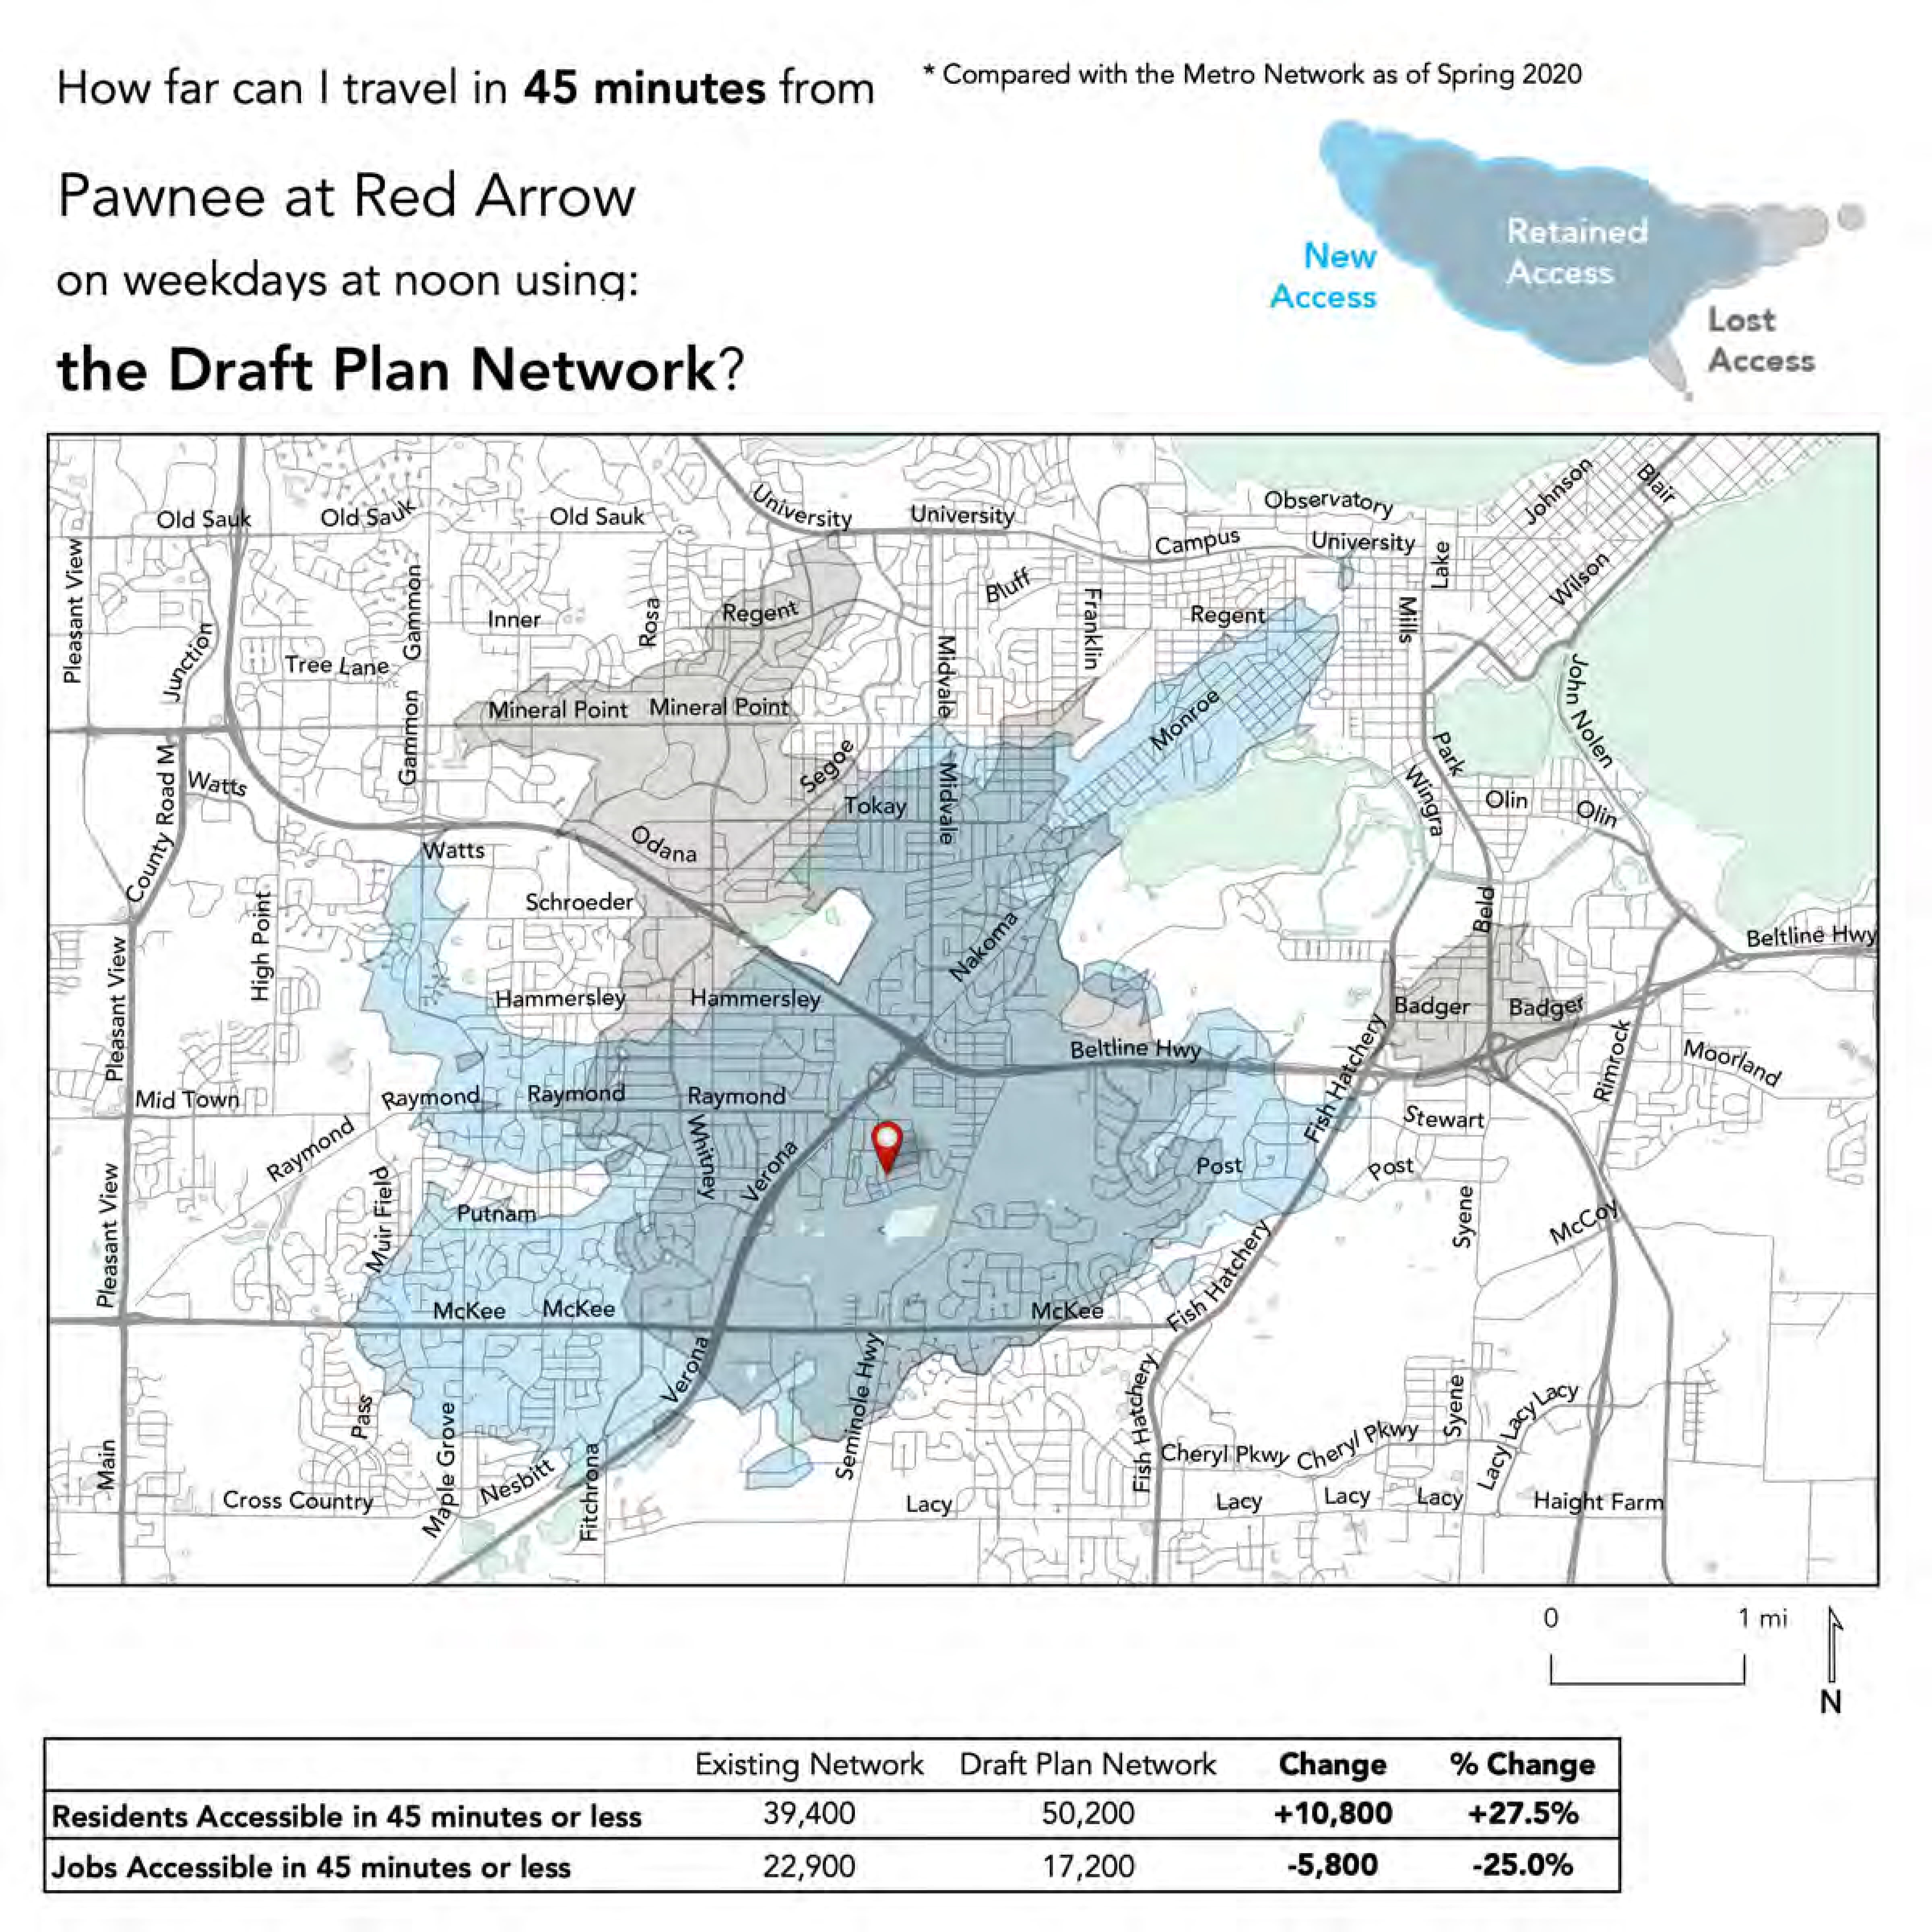 How far can I travel in 45 minutes from
* Compared with the Metro Network as of Spring 2020
Pawnee at Red Arrow
on weekdays at noon using:
the Draft Plan Network?
New
Access
Retained
Access
Lost
Access
Old Sauk
Old Sauk
Old Sauk
University
University
Observatory
Campus
University
Johnson
Blair
Wilson
Lake
Mills
Pleasant View
Junction
Gammon
Tree Lane
Inner
Rosa
Regent
Bluff
Franklin
Regent
Midvale
Mineral Point
Mineral Point
Gammon
Monroe
John Nolen
County Road M
Watts
Segoe
Tokay
Midvale
Park
Wingra
Olin
Olin
Watts
Odana
Schroeder
High Point
Nakoma
Beld
Beltline Hwy
Pleasant View
Hammersley
Hammersley
Badger
Badger
Beltline Hwy
Fish Hatchery
Rimrock
Moorland
Mid Town
Raymond
Raymond
Raymond
Raymond
Whitney
Verona
Stewart
Post
Post
Pleasant View
Muir Field
Putnam
Syene
McCoy
McKee
McKee
McKee
Fish Hatchery
Verona
Seminole Hwy
Fish Hatchery
Pass
Maple Grove
Nesbitt
Fitchrona
Main
Cross Country
Cheryl Pkwy
Cheryl Pkwy
Syene
Lacy
Lacy
Lacy
Lacy
Lacy
Lacy
Lacy
Haight Farm
0 1 mi
N
Existing Network Draft Plan Network Change % Change
Residents Accessible in 45 minutes or less 39,400 50,200 +10,800 +27.5%
Jobs Accessible in 45 minutes or less 22,900 17,200 -5,800 -25.0%